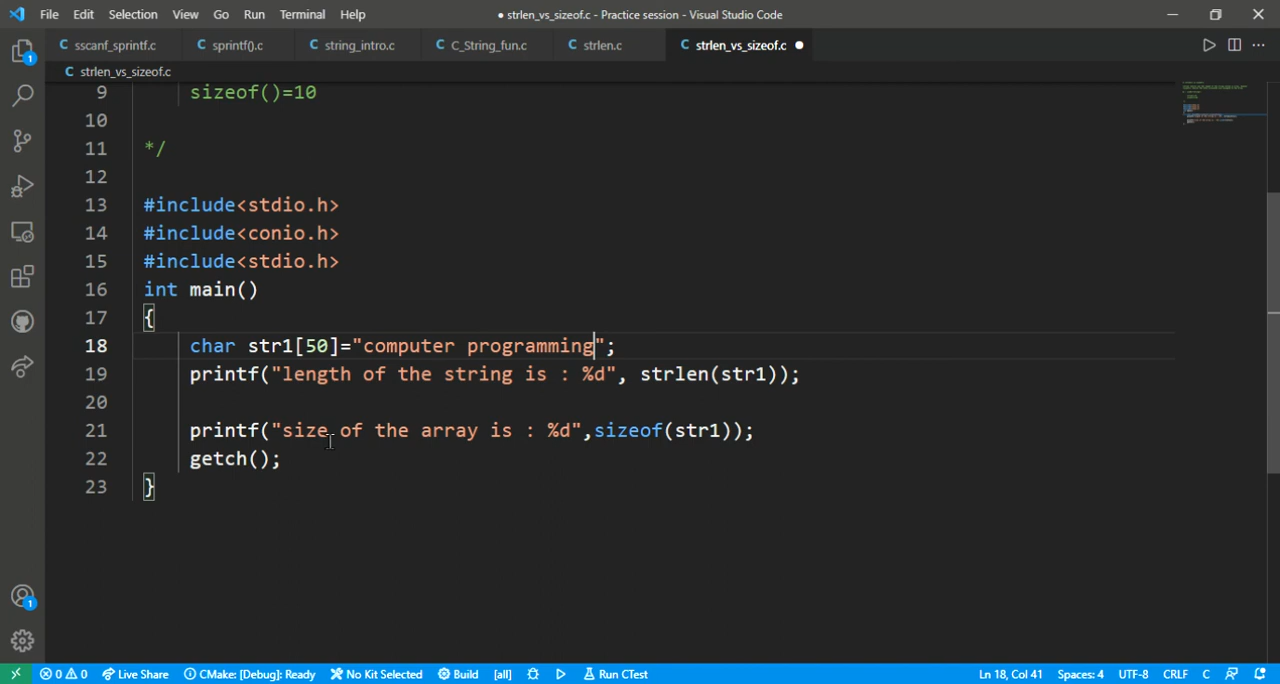 File Edit Selection View Go Run Terminal Help
● strlen_vs_sizeof.c - Practice session - Visual Studio Code
C sscanf_sprintf.c C sprintf().c C string_intro.c C C_String_fun.c C strlen.c C strlen_vs_sizeof.c ●
C strlen_vs_sizeof.c
9 sizeof()=10
10
11 */
12
13 #include<stdio.h>
14 #include<conio.h>
15 #include<stdio.h>
16 int main()
17 {
18 char str1[50]="computer programming";
19 printf("length of the string is : %d", strlen(str1));
20
21 printf("size of the array is : %d",sizeof(str1));
22 getch();
23 }
1
1
0 0 Live Share CMake: [Debug]: Ready No Kit Selected Build [all] Run CTest Ln 18, Col 41 Spaces: 4 UTF-8 CRLF C